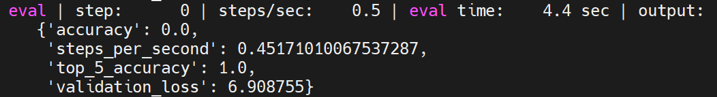 eval | step:      0 | steps/sec:    0.5 | eval time:    4.4 sec | output:
{'accuracy': 0.0,
'steps_per_second': 0.45171010067537287,
'top_5_accuracy': 1.0,
'validation_loss': 6.908755}